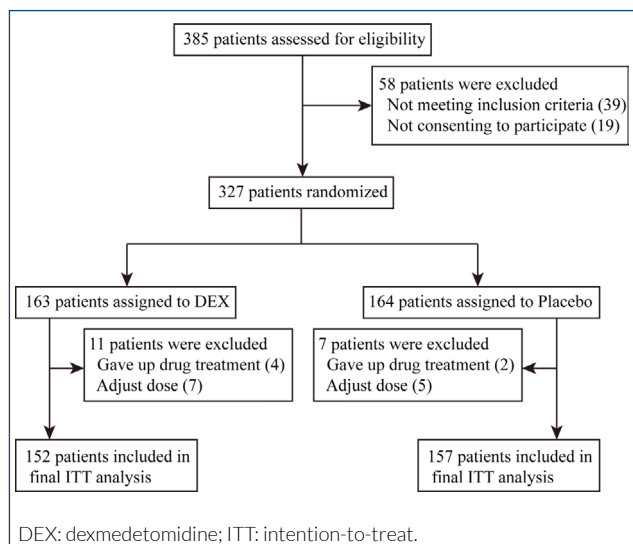 385 patients assessed for eligibility
58 patients were excluded
Not meeting inclusion criteria (39)
Not consenting to participate (19)
327 patients randomized
163 patients assigned to DEX
164 patients assigned to Placebo
11 patients were excluded
Gave up drug treatment (4)
Adjust dose (7)
7 patients were excluded
Gave up drug treatment (2)
Adjust dose (5)
152 patients included in
final ITT analysis
157 patients included in
final ITT analysis
DEX: dexmedetomidine; ITT: intention-to-treat.